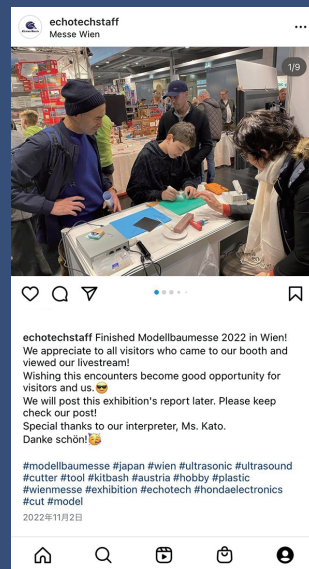 echotechstaff
Messe Wien
1/9
echotechstaff Finished Modellbaumesse 2022 in Wien!
We appreciate to all visitors who came to our booth and
viewed our livestream!
Wishing this encounters become good opportunity for
visitors and us.😎
We will post this exhibition's report later. Please keep
check our post!
Special thanks to our interpreter, Ms. Kato.
Danke schön!🥳
#modellbaumesse #japan #wien #ultrasonic #ultrasound
#cutter #tool #kitbash #austria #hobby #plastic
#wienmesse #exhibition #echotech #hondaelectronics
#cut #model
2022年11月2日